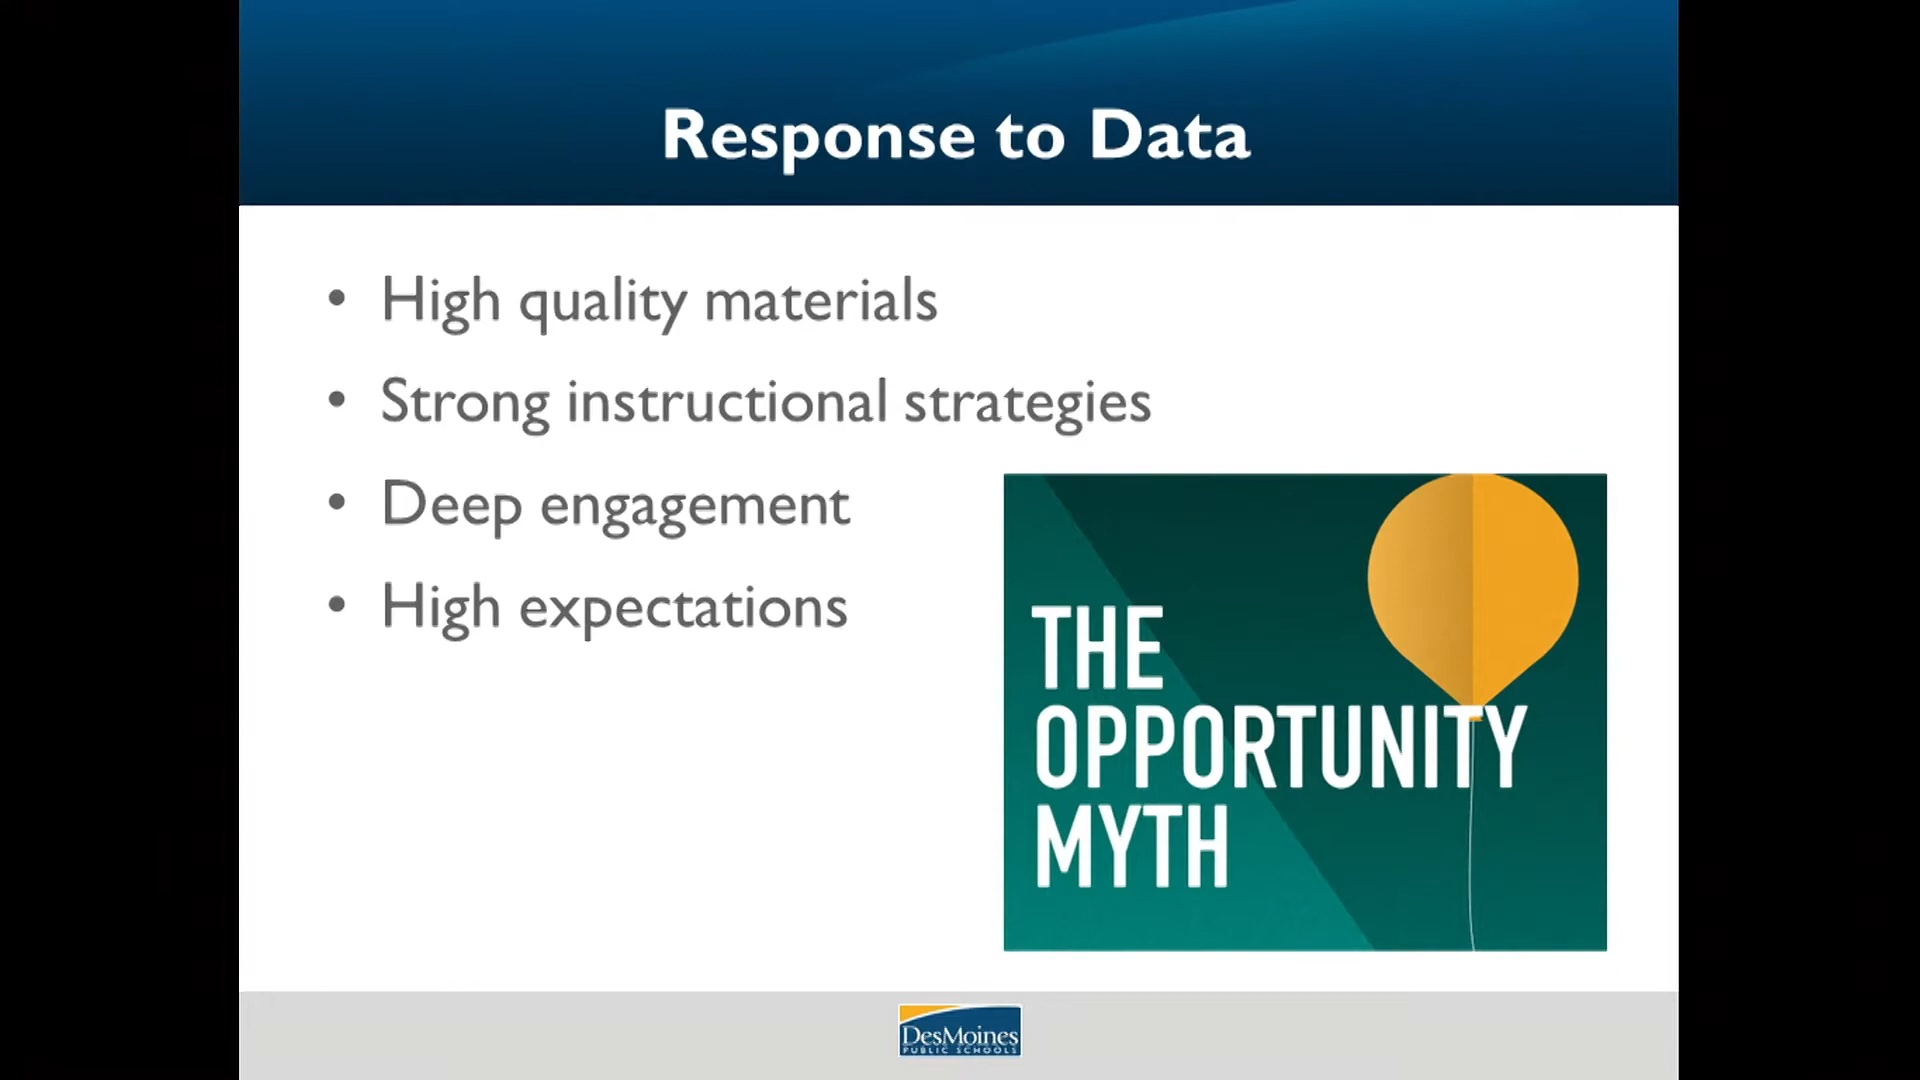 Response to Data
• High quality materials
• Strong instructional strategies
• Deep engagement
• High expectations
THE
OPPORTUNITY
MYTH
DesMoines
PUBLIC SCHOOLS